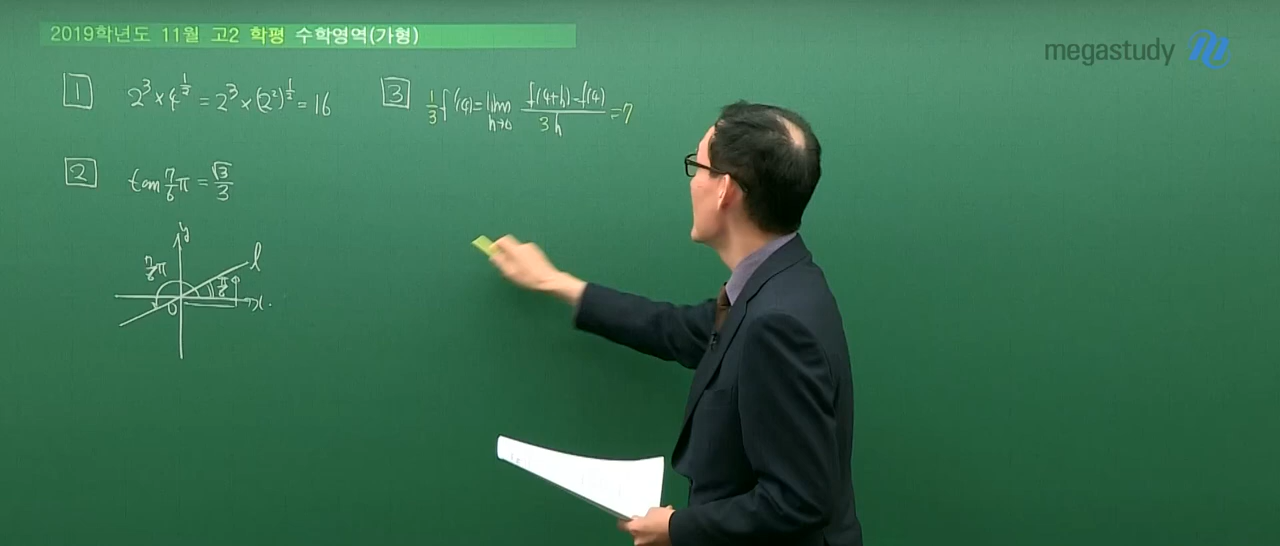 2019학년도 11월 고2 학평 수학영역(가형)
megastudy
1 2³ × 4^(1/2) = 2³ × (2²)^(1/2) = 16
3 1/3 f'(4) = lim h→0 f(4+h)-f(4) / 3h = 7
2 tan 7/6 π = √3/3
y
l
7/6 π
π/6
O
x